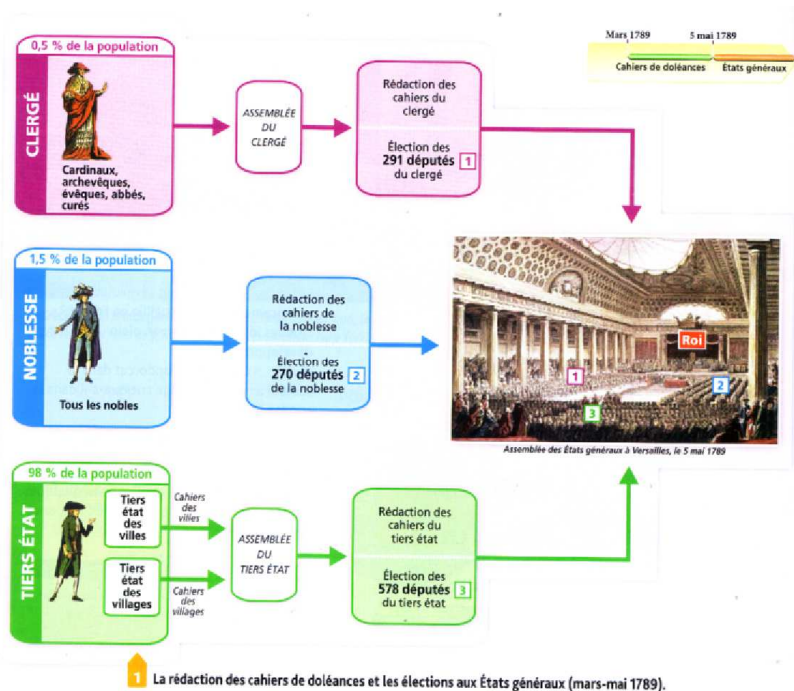 Mars 1789
5 mai 1789
Cahiers de doléances
États généraux
0,5 % de la population
CLERGÉ
Cardinaux,
archevêques,
évêques, abbés,
curés
ASSEMBLÉE
DU
CLERGÉ
Rédaction des
cahiers du
clergé
Élection des
291 députés 1
du clergé
1,5 % de la population
NOBLESSE
Tous les nobles
Rédaction des
cahiers de
la noblesse
Élection des
270 députés 2
de la noblesse
Roi
1
2
3
Assemblée des États généraux à Versailles, le 5 mai 1789
98 % de la population
TIERS ÉTAT
Tiers
état des
villes
Tiers
état
des
villages
Cahiers
des
villes
Cahiers
des
villages
ASSEMBLÉE
DU
TIERS ÉTAT
Rédaction des
cahiers du
tiers état
Élection des
578 députés 3
du tiers état
1 La rédaction des cahiers de doléances et les élections aux États généraux (mars-mai 1789).